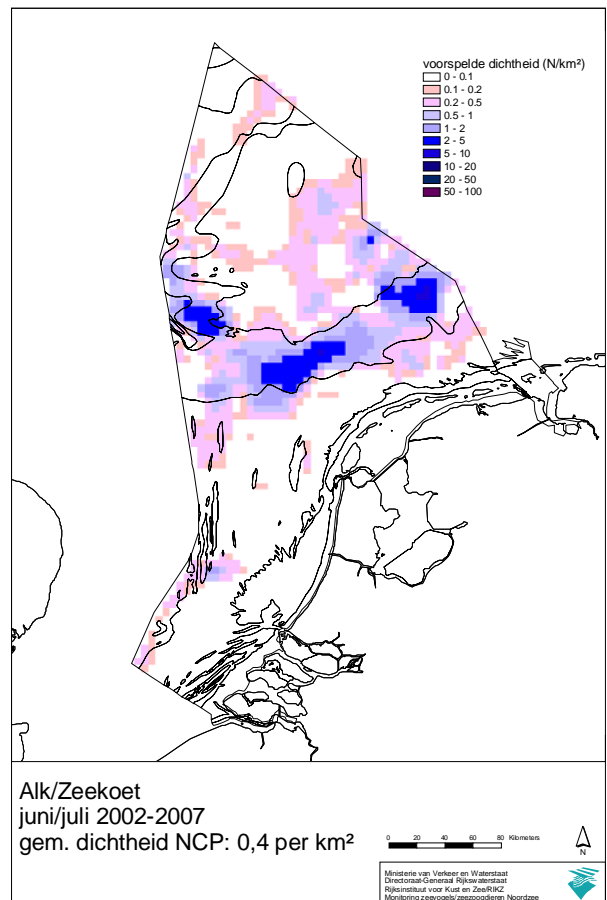 voorspelde dichtheid (N/km²)
0 - 0.1
0.1 - 0.2
0.2 - 0.5
0.5 - 1
1 - 2
2 - 5
5 - 10
10 - 20
20 - 50
50 - 100
Alk/Zeekoet
juni/juli 2002-2007
gem. dichtheid NCP: 0,4 per km²
0 20 40 60 80 Kilometers
N
Ministerie van Verkeer en Waterstaat
Directoraat-Generaal Rijkswaterstaat
Rijksinstituut voor Kust en Zee/RIKZ
Monitoring zeevogels/zeezoogdieren Noordzee